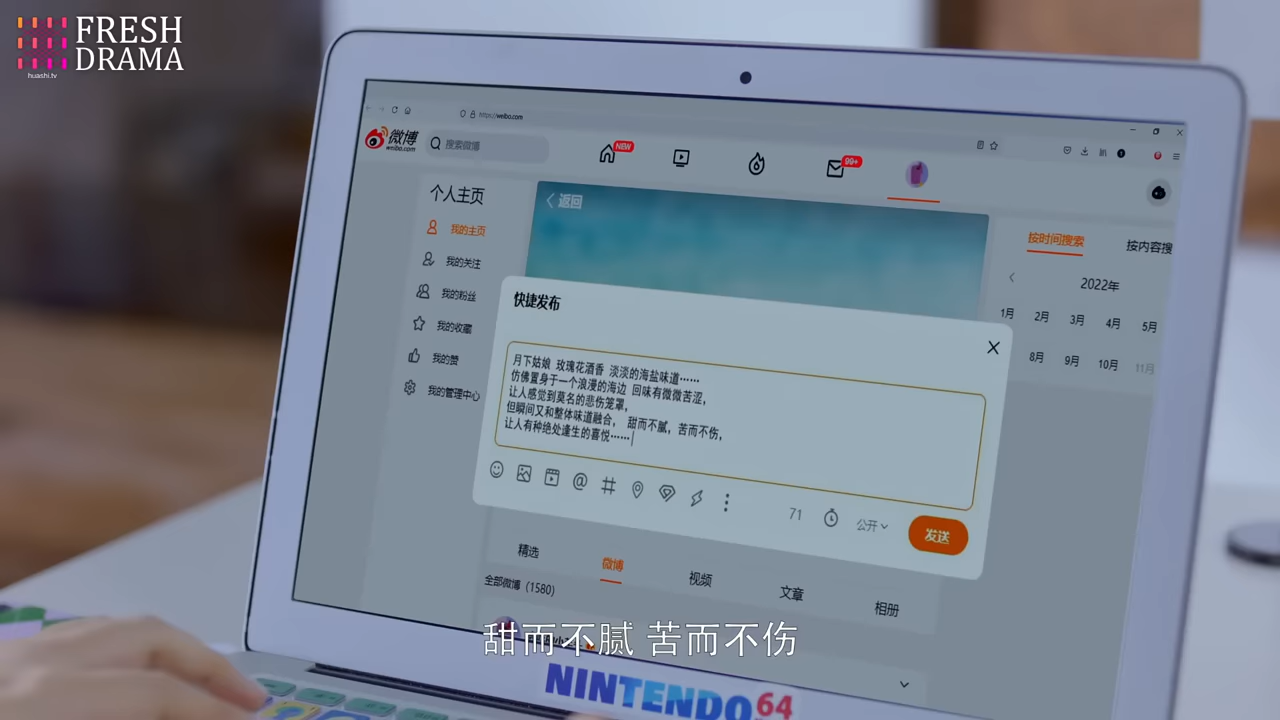 FRESH
DRAMA
huashi.tv
https://weibo.com
微博
weibo.com
搜索微博
NEW
99+
个人主页
我的主页
我的关注
我的粉丝
我的收藏
我的赞
我的管理中心
返回
按时间搜索
按内容搜
2022年
1月 2月 3月 4月 5月
8月 9月 10月 11月
快捷发布
月下姑娘 玫瑰花酒香 淡淡的海盐味道……
仿佛置身于一个浪漫的海边 回味有微微苦涩，
让人感觉到莫名的悲伤笼罩，
但瞬间又和整体味道融合， 甜而不腻，苦而不伤，
让人有种绝处逢生的喜悦……
71
公开
发送
精选
微博
视频
文章
相册
全部微博（1580）
甜而不腻 苦而不伤
NINTENDO 64